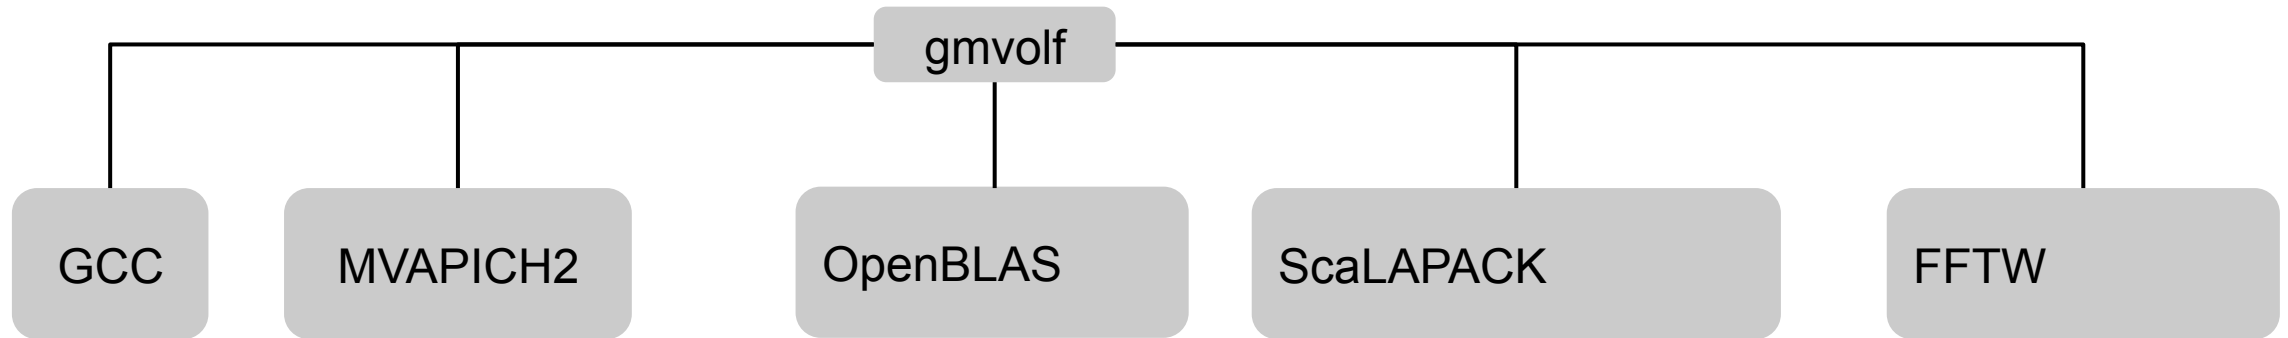 gmvolf
GCC
MVAPICH2
OpenBLAS
ScaLAPACK
FFTW